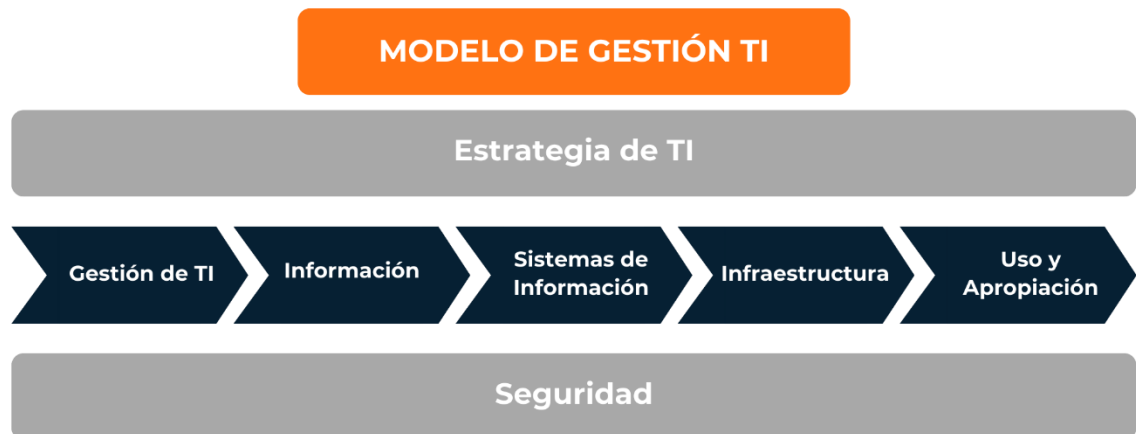 MODELO DE GESTIÓN TI
Estrategia de TI
Gestión de TI
Información
Sistemas de
Información
Infraestructura
Uso y
Apropiación
Seguridad